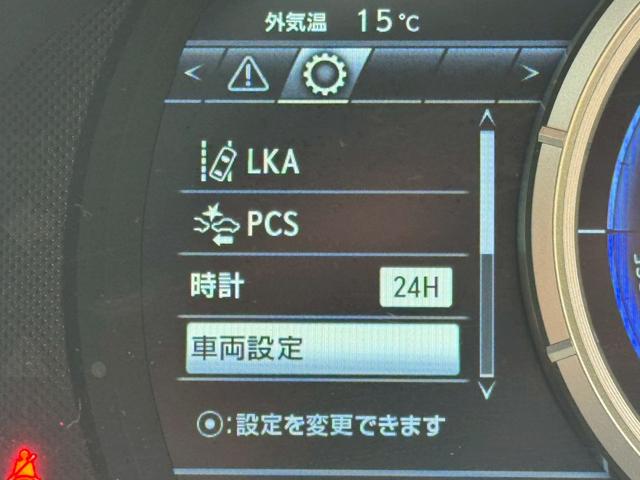 外気温 15℃
LKA
PCS
時計 24H
車両設定
⦿:設定を変更できます